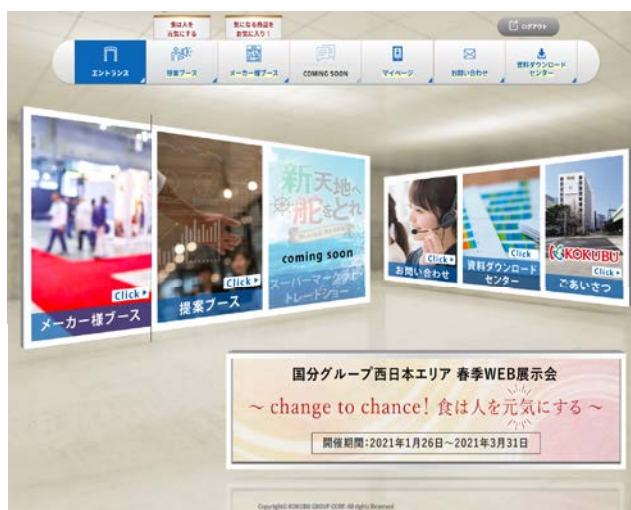 食は人を
元気にする
気になる商品を
お気に入り！
ログアウト
エントランス
提案ブース
メーカー様ブース
COMING SOON
マイページ
お問い合わせ
資料ダウンロード
センター
メーカー様ブース
Click
提案ブース
Click
新天地へ
舵をとれ
coming soon
スーパーマーケット
トレードショー
お問い合わせ
Click
資料ダウンロード
センター
Click
KOKUBU
ごあいさつ
Click
国分グループ西日本エリア 春季WEB展示会
～ change to chance! 食は人を元気にする ～
開催期間：2021年1月26日～2021年3月31日
Copyright© KOKUBU GROUP CORP. All rights Reserved